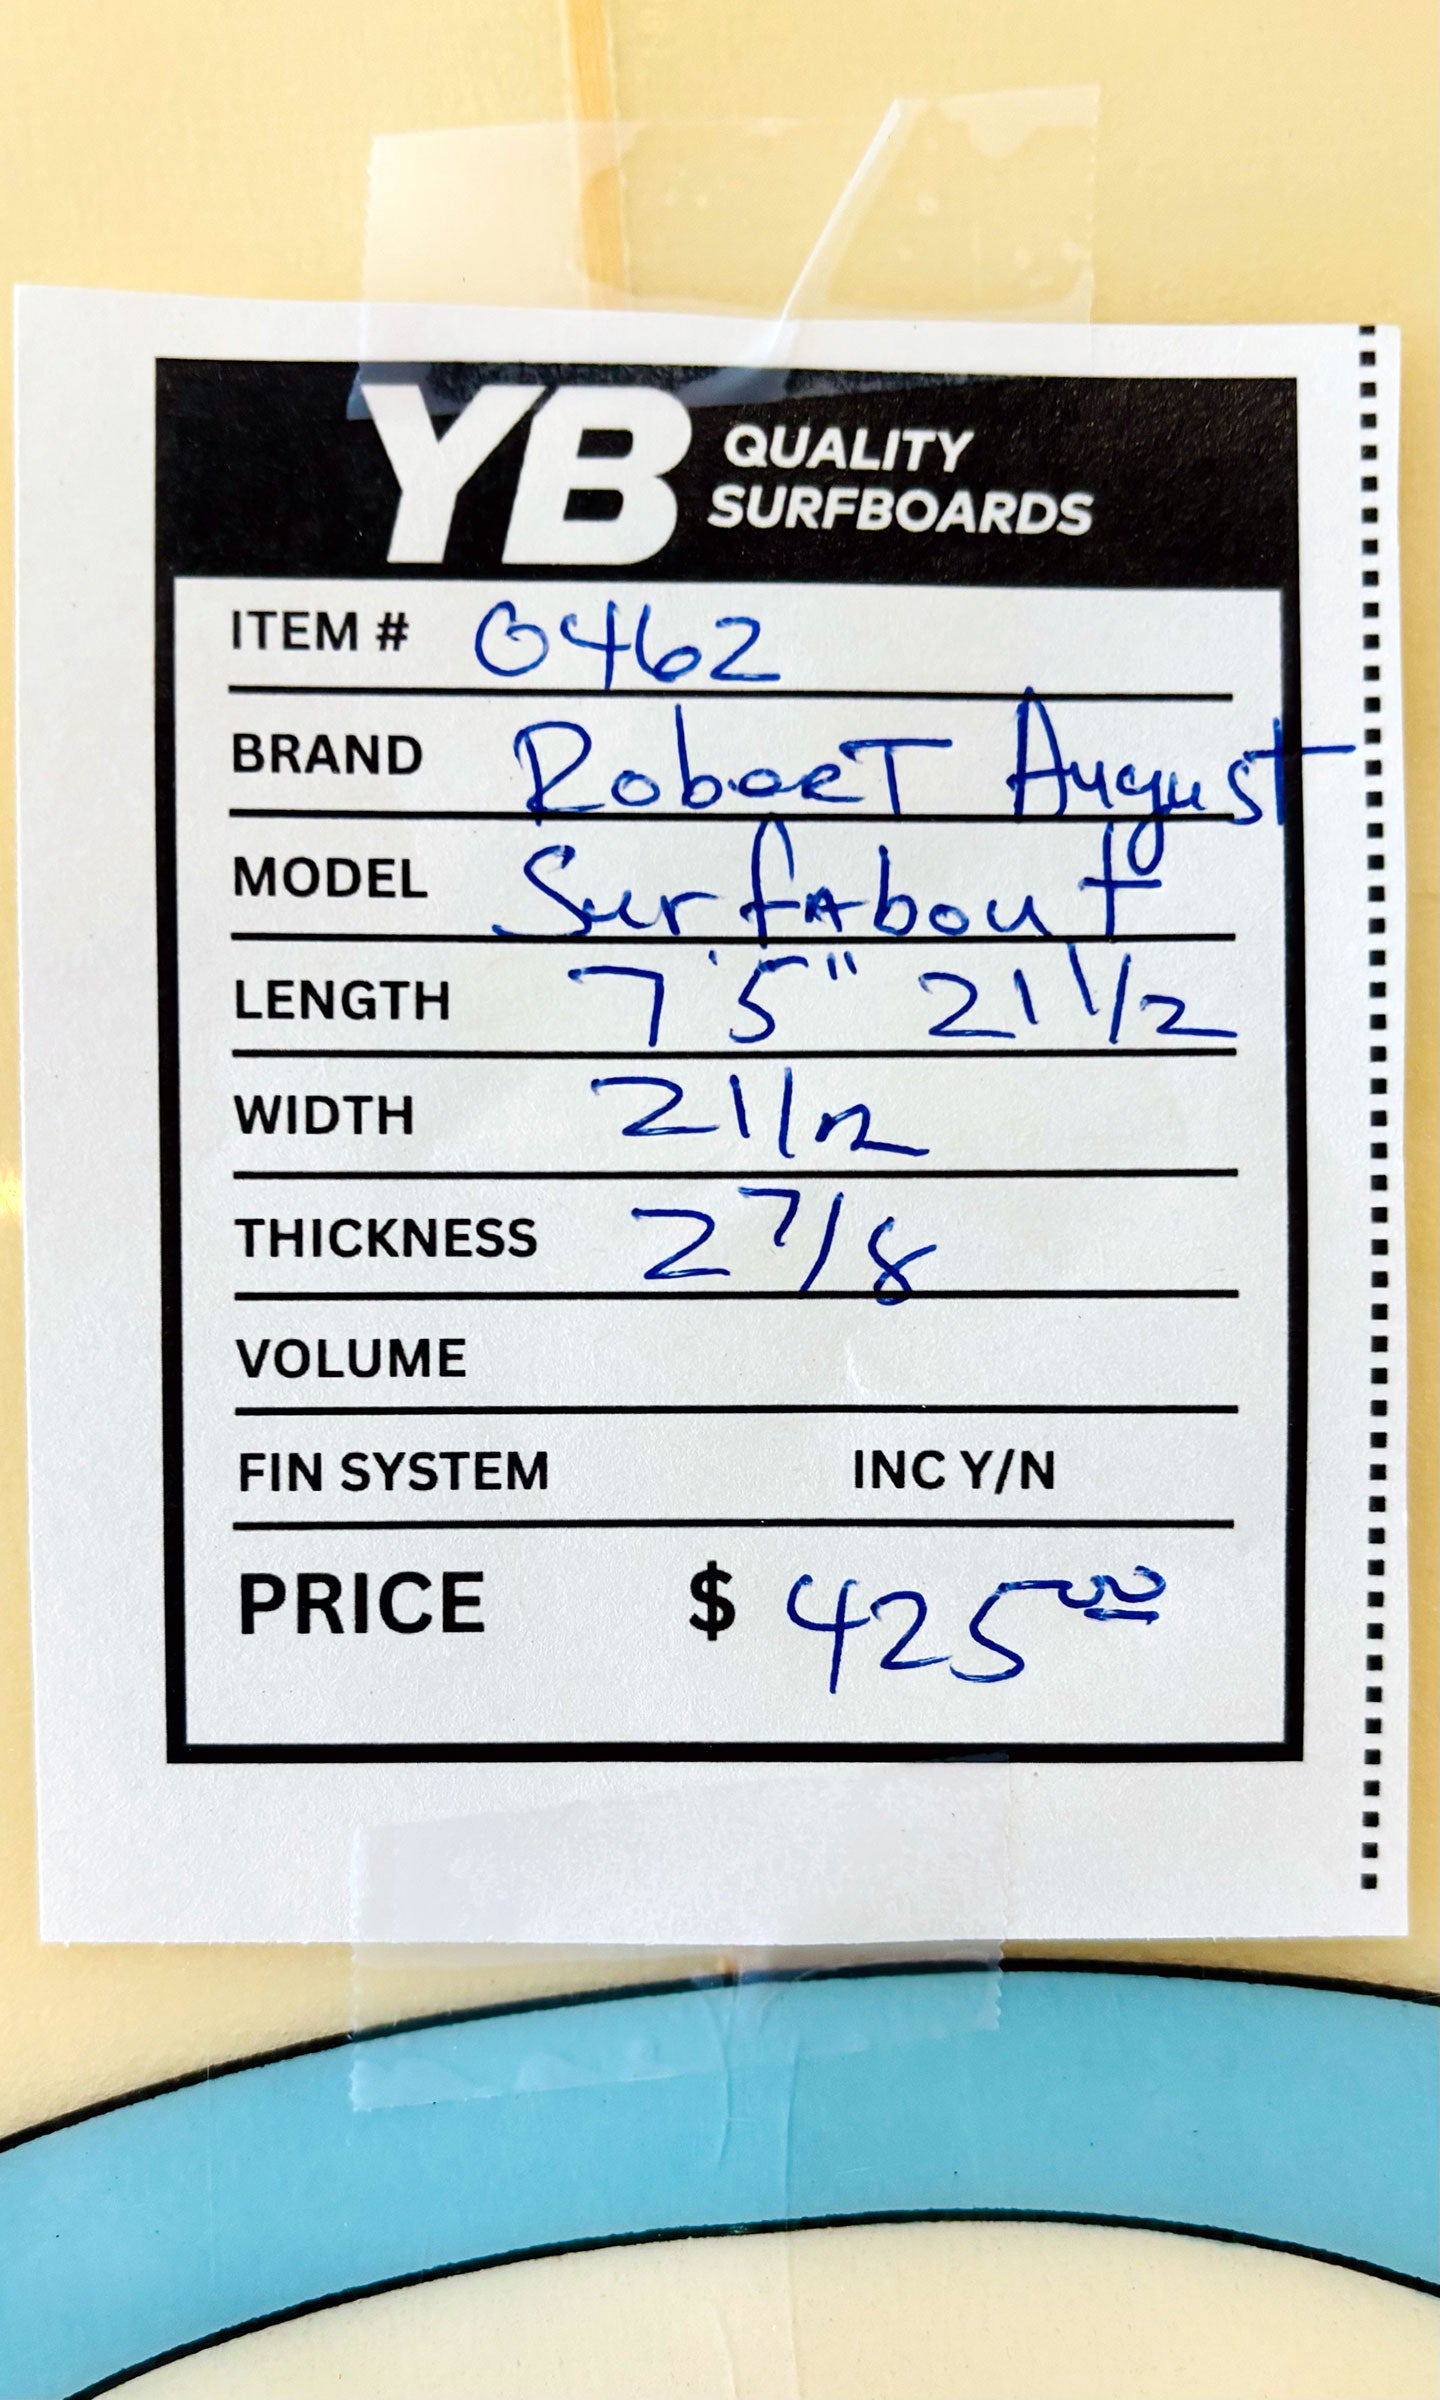 YB QUALITY
SURFBOARDS
ITEM # 0462
BRAND Robert August
MODEL Surfabout
LENGTH 7'5" 21 1/2
WIDTH 21 1/2
THICKNESS 2 7/8
VOLUME
FIN SYSTEM INC Y/N
PRICE $ 425.00